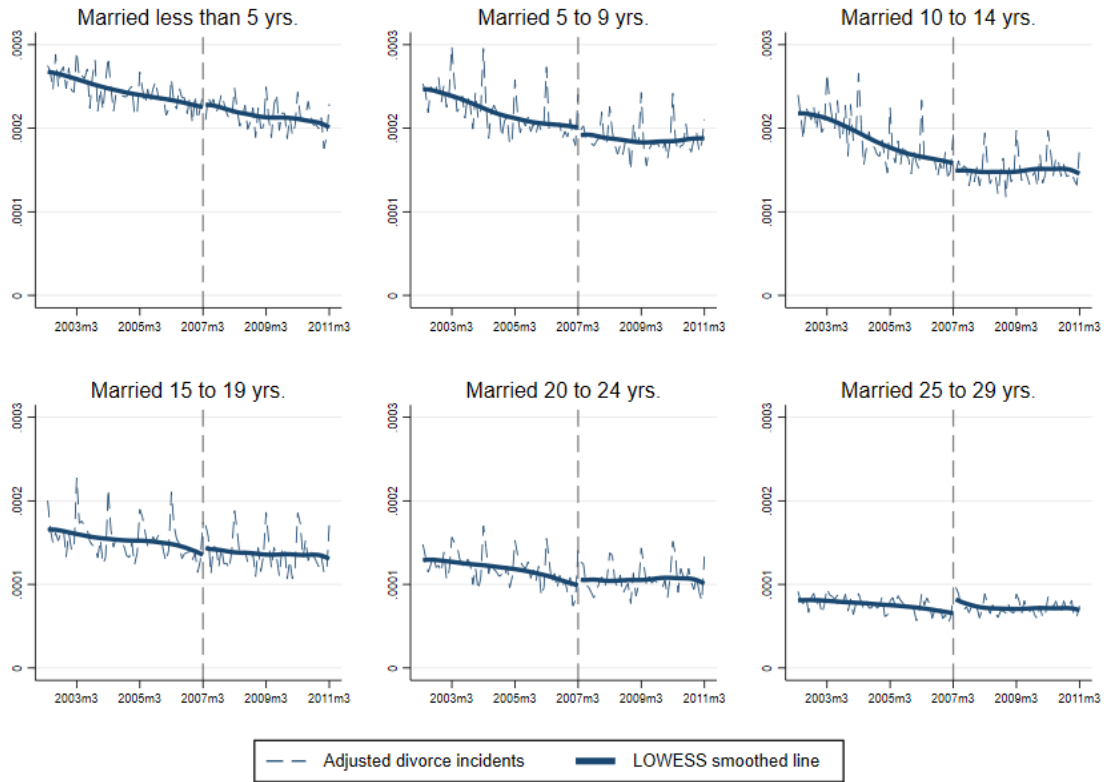 Married less than 5 yrs. Married 5 to 9 yrs. Married 10 to 14 yrs.
.0003 .0003 .0003
.0002 .0002 .0002
.0001 .0001 .0001
0 0 0
2003m3 2005m3 2007m3 2009m3 2011m3 2003m3 2005m3 2007m3 2009m3 2011m3 2003m3 2005m3 2007m3 2009m3 2011m3
Married 15 to 19 yrs. Married 20 to 24 yrs. Married 25 to 29 yrs.
.0003 .0003 .0003
.0002 .0002 .0002
.0001 .0001 .0001
0 0 0
2003m3 2005m3 2007m3 2009m3 2011m3 2003m3 2005m3 2007m3 2009m3 2011m3 2003m3 2005m3 2007m3 2009m3 2011m3
Adjusted divorce incidents LOWESS smoothed line